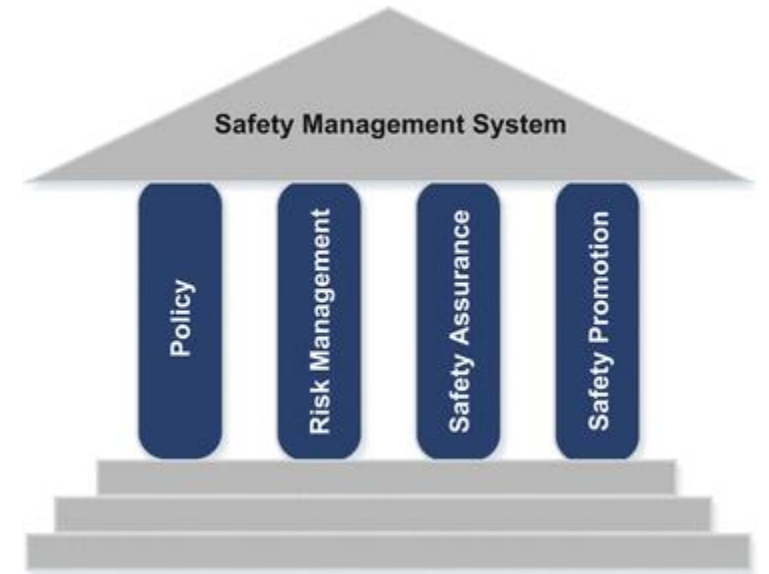 Safety Management System
Policy
Risk Management
Safety Assurance
Safety Promotion